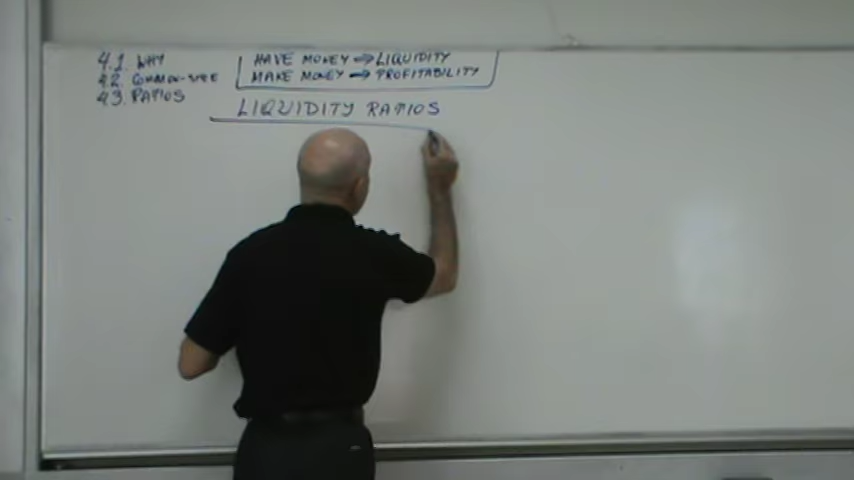 4.1. WHY
4.2. COMMON-SIZE
4.3. RATIOS
HAVE MONEY ⇒ LIQUIDITY
MAKE MONEY ⇒ PROFITABILITY
LIQUIDITY RATIOS